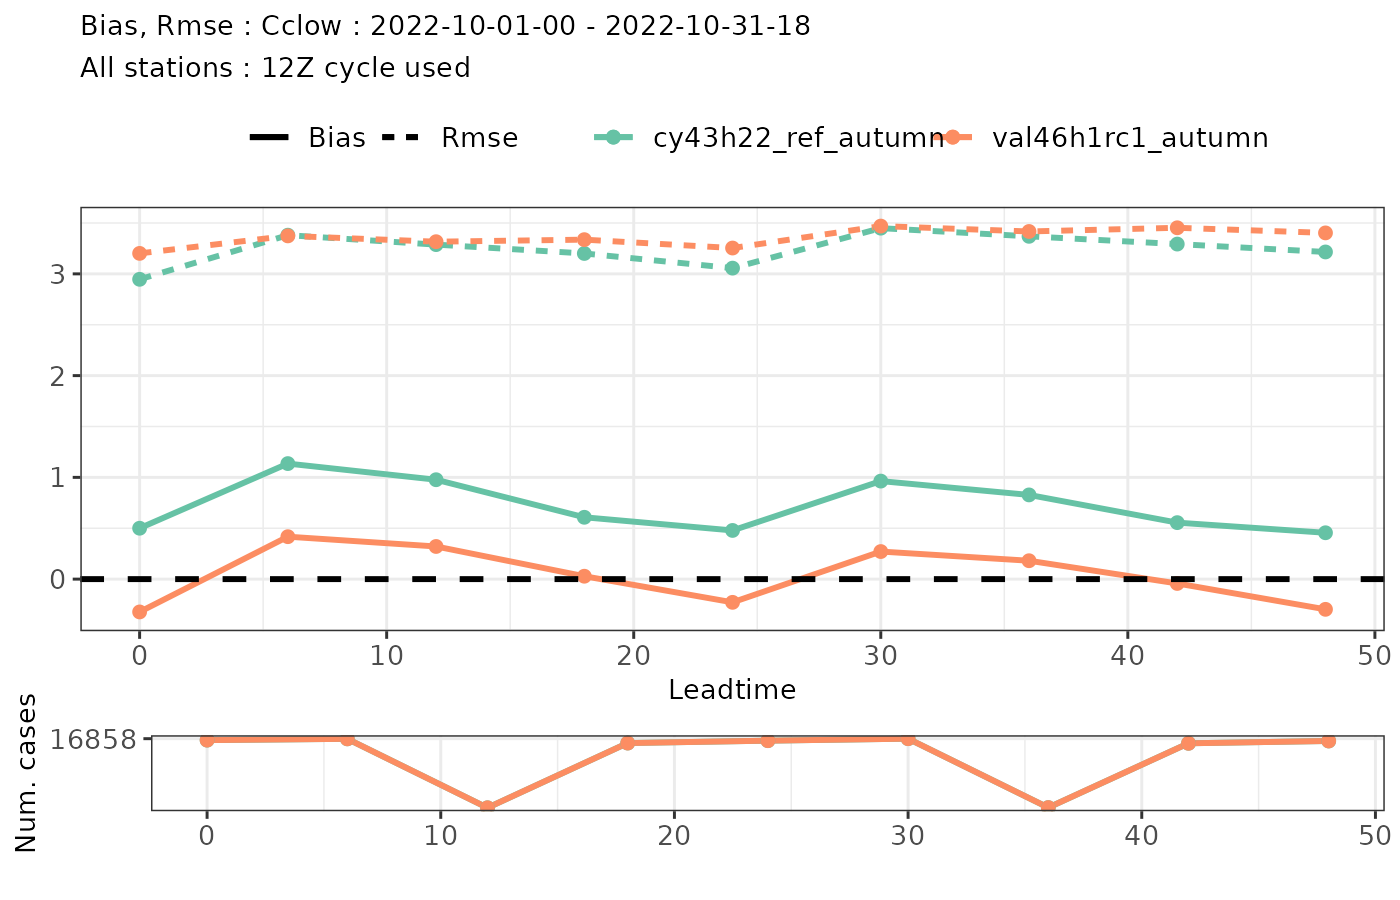 Bias, Rmse : Cclow : 2022-10-01-00 - 2022-10-31-18
All stations : 12Z cycle used
Bias Rmse cy43h22_ref_autumn val46h1rc1_autumn
3
2
1
0
0 10 20 30 40 50
Leadtime
Num. cases
16858
0 10 20 30 40 50